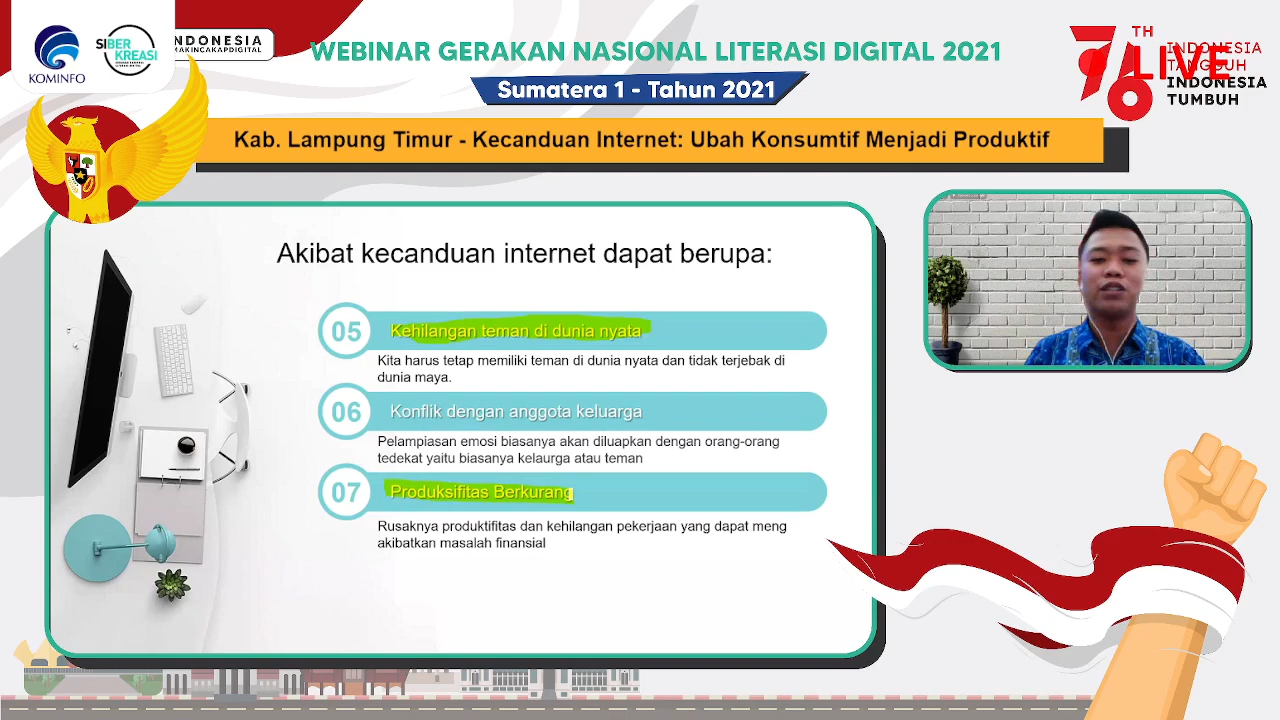 KOMINFO
SIBER
KREASI
INDONESIA
MAKINCAKAPDIGITAL
WEBINAR GERAKAN NASIONAL LITERASI DIGITAL 2021
Sumatera 1 - Tahun 2021
76 TH
LIVE
INDONESIA
TANGGUH
INDONESIA
TUMBUH
Kab. Lampung Timur - Kecanduan Internet: Ubah Konsumtif Menjadi Produktif
Akibat kecanduan internet dapat berupa:
05 Kehilangan teman di dunia nyata
Kita harus tetap memiliki teman di dunia nyata dan tidak terjebak di
dunia maya.
06 Konflik dengan anggota keluarga
Pelampiasan emosi biasanya akan diluapkan dengan orang-orang
tedekat yaitu biasanya kelaurga atau teman
07 Produksifitas Berkurang
Rusaknya produktifitas dan kehilangan pekerjaan yang dapat meng
akibatkan masalah finansial